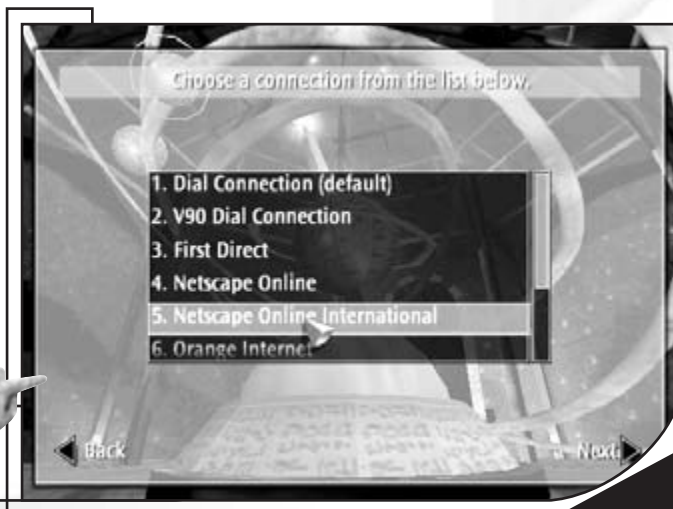 Choose a connection from the list below.
1. Dial Connection (default)
2. V90 Dial Connection
3. First Direct
4. Netscape Online
5. Netscape Online International
6. Orange Internet
Back
Next